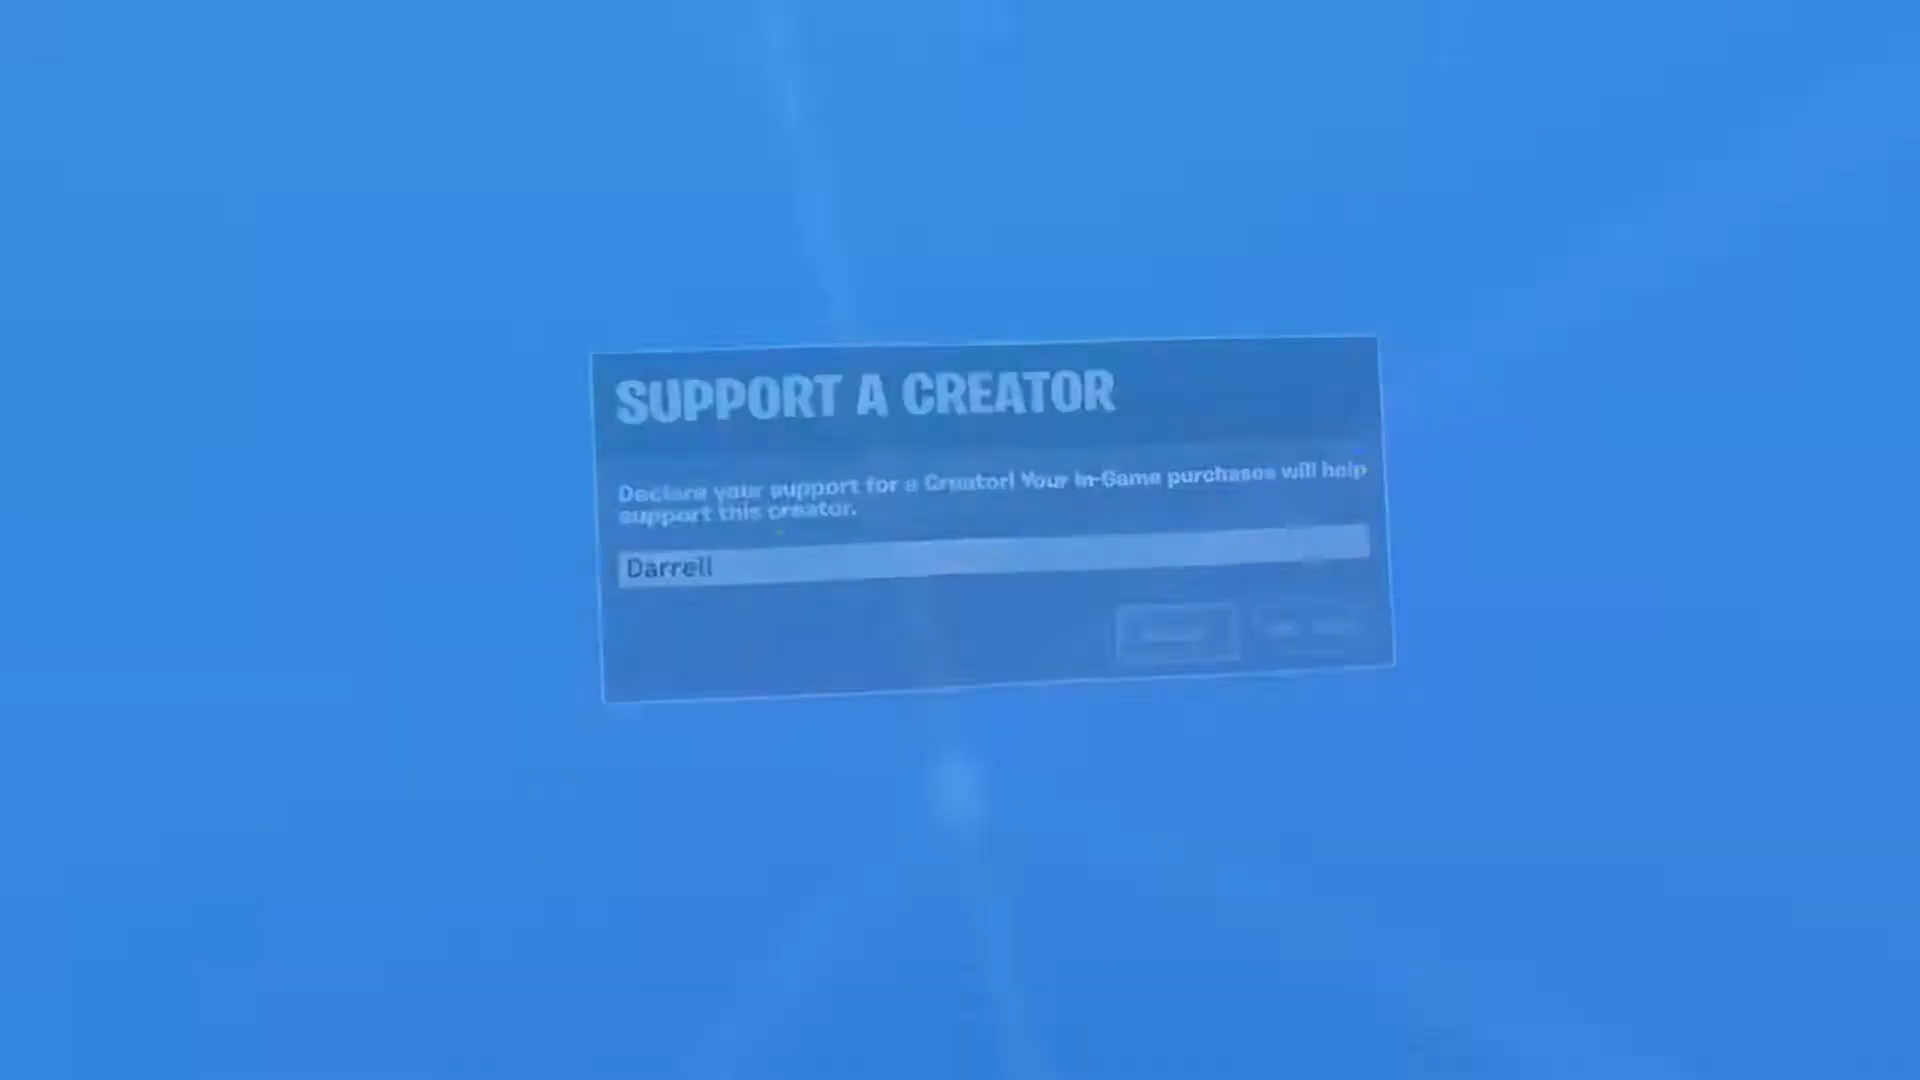 SUPPORT A CREATOR
Declare your support for a Creator! Your In-Game purchases will help
support this creator.
Darrell